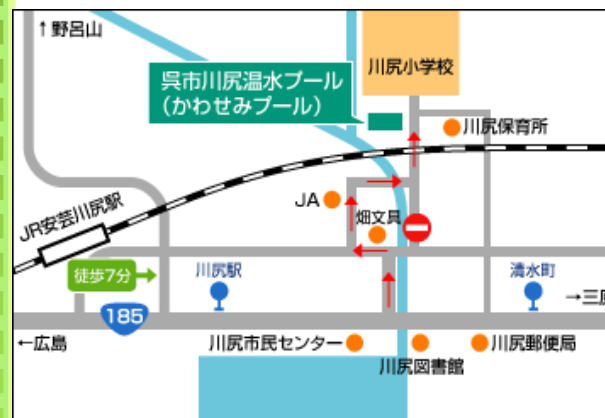 ↑野呂山
川尻小学校
呉市川尻温水プール
(かわせみプール)
川尻保育所
JA
畑文具
JR安芸川尻駅
徒歩7分
川尻駅
清水町
→三
185
←広島
川尻市民センター
川尻図書館
川尻郵便局